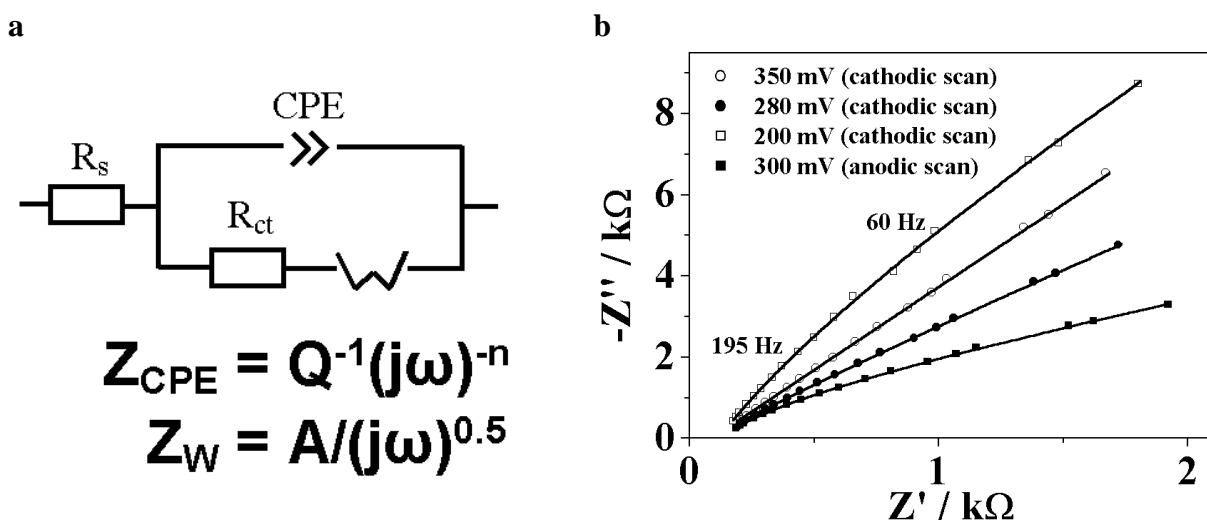 a
CPE
Rs
Rct
W
Z_CPE = Q⁻¹(jω)⁻ⁿ
Z_W = A/(jω)⁰·⁵
b
350 mV (cathodic scan)
280 mV (cathodic scan)
200 mV (cathodic scan)
300 mV (anodic scan)
60 Hz
195 Hz
-Z'' / kΩ
8
6
4
2
0
0 1 2
Z' / kΩ